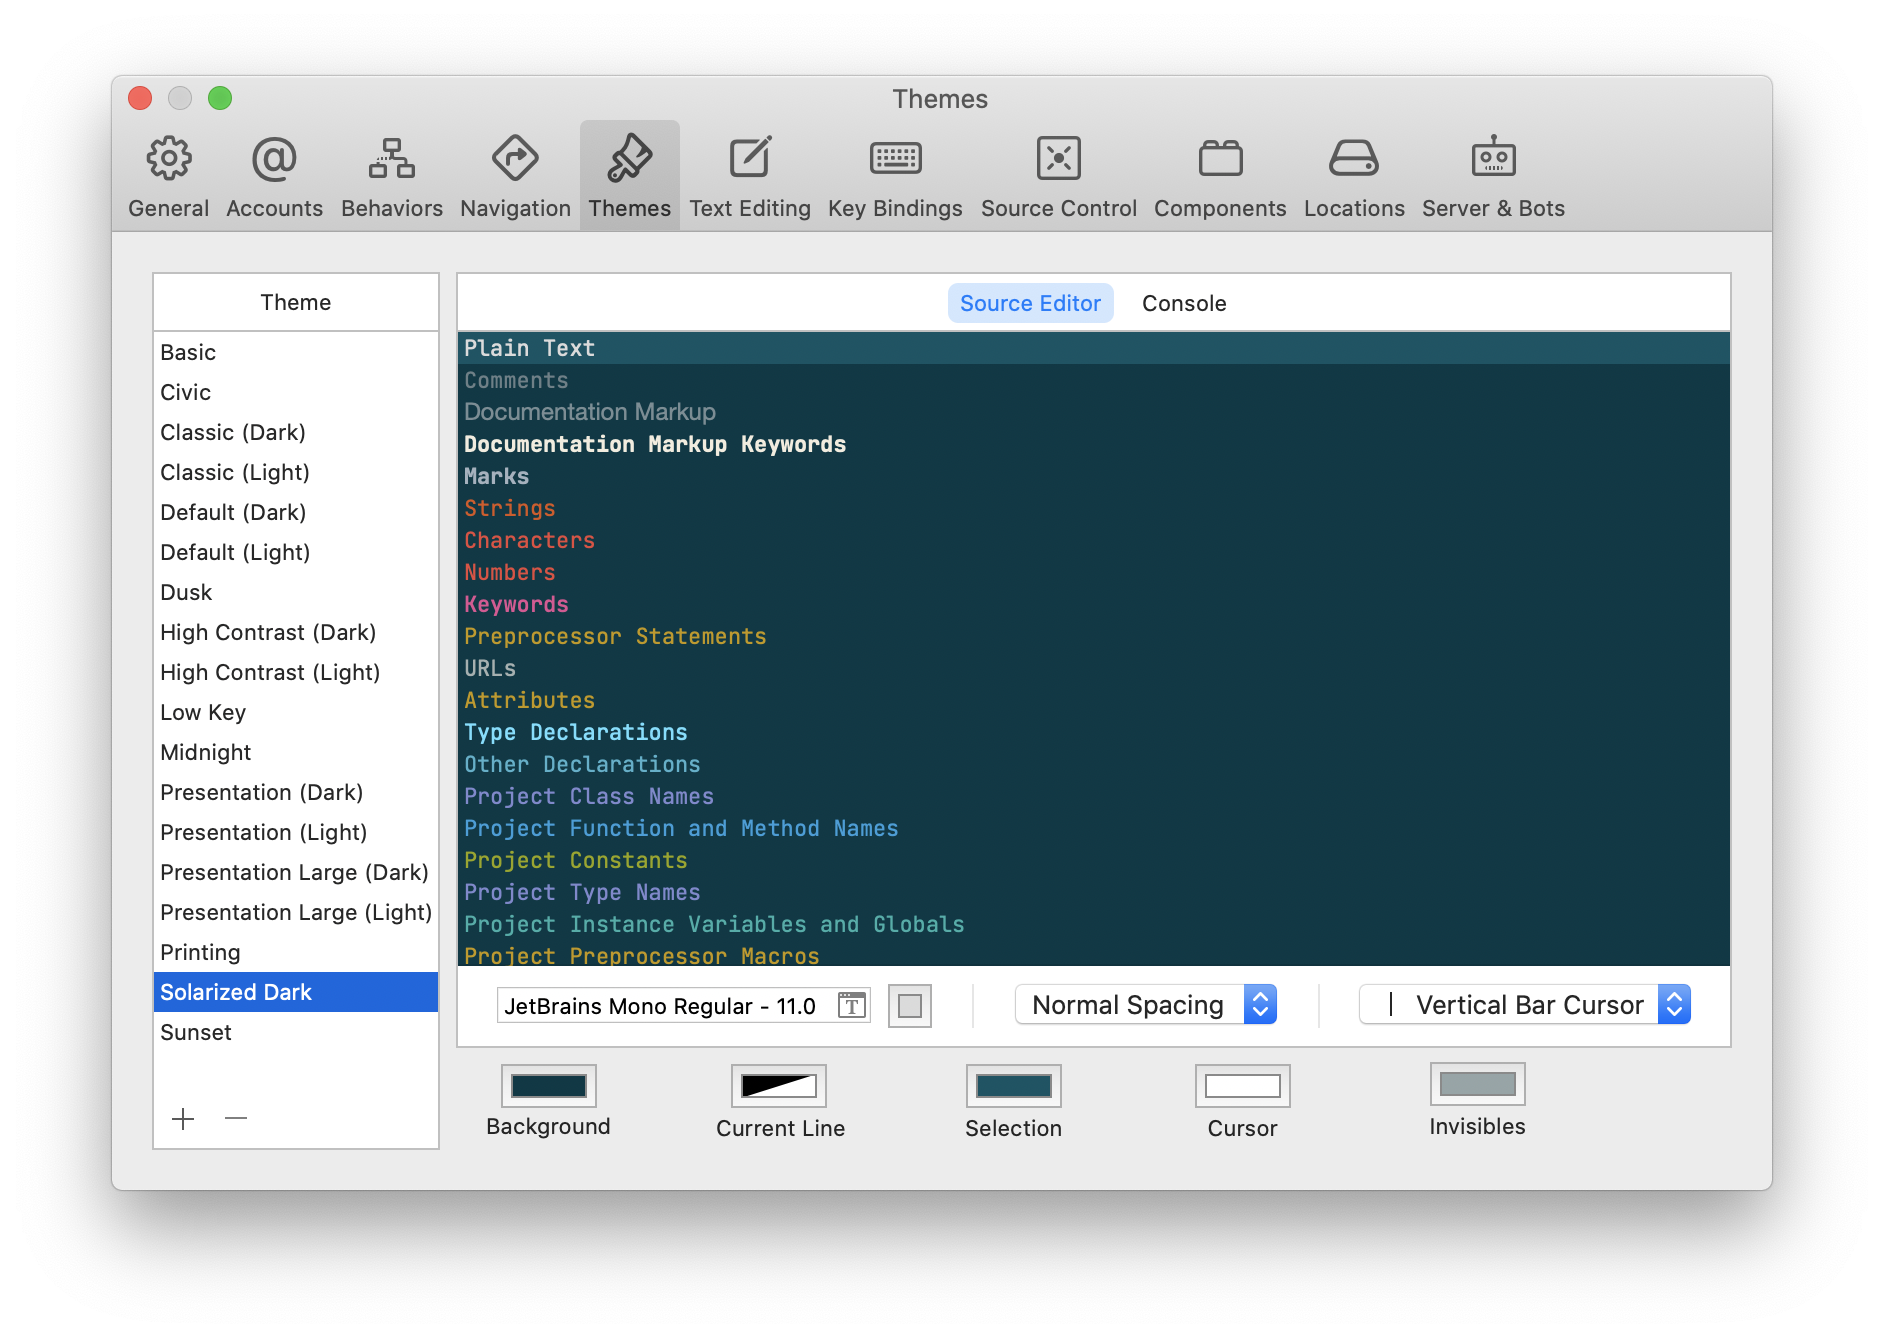 Themes
General
Accounts
Behaviors
Navigation
Themes
Text Editing
Key Bindings
Source Control
Components
Locations
Server & Bots
Theme
Basic
Civic
Classic (Dark)
Classic (Light)
Default (Dark)
Default (Light)
Dusk
High Contrast (Dark)
High Contrast (Light)
Low Key
Midnight
Presentation (Dark)
Presentation (Light)
Presentation Large (Dark)
Presentation Large (Light)
Printing
Solarized Dark
Sunset
Source Editor
Console
Plain Text
Comments
Documentation Markup
Documentation Markup Keywords
Marks
Strings
Characters
Numbers
Keywords
Preprocessor Statements
URLs
Attributes
Type Declarations
Other Declarations
Project Class Names
Project Function and Method Names
Project Constants
Project Type Names
Project Instance Variables and Globals
Project Preprocessor Macros
JetBrains Mono Regular - 11.0
Normal Spacing
Vertical Bar Cursor
Background
Current Line
Selection
Cursor
Invisibles